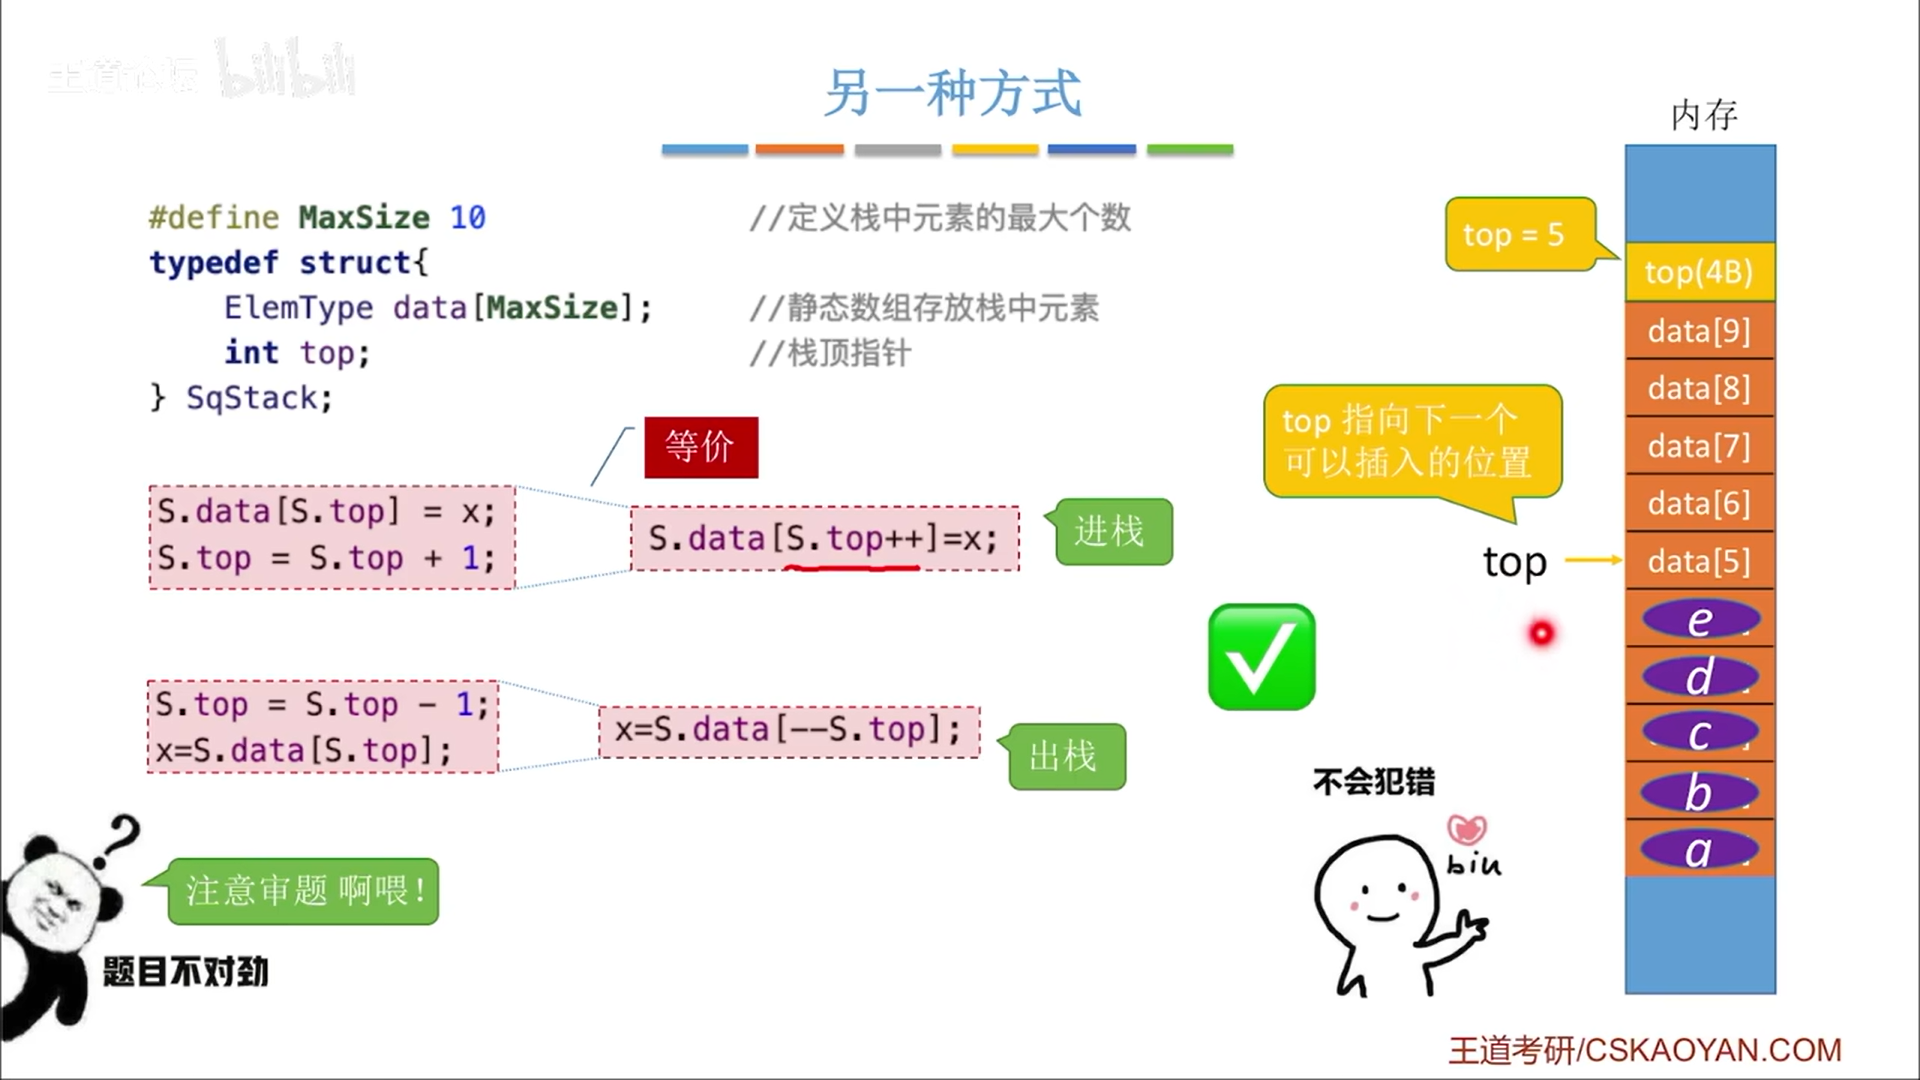 王道论坛 bilibili
另一种方式
#define MaxSize 10 //定义栈中元素的最大个数
typedef struct{
ElemType data[MaxSize]; //静态数组存放栈中元素
int top; //栈顶指针
} SqStack;
等价
S.data[S.top] = x;
S.top = S.top + 1;
S.data[S.top++]=x;
进栈
S.top = S.top - 1;
x=S.data[S.top];
x=S.data[--S.top];
出栈
?
注意审题 啊喂！
题目不对劲
不会犯错
biu
内存
top = 5
top(4B)
data[9]
data[8]
data[7]
data[6]
top 指向下一个
可以插入的位置
top
data[5]
e
d
c
b
a
王道考研/CSKAOYAN.COM